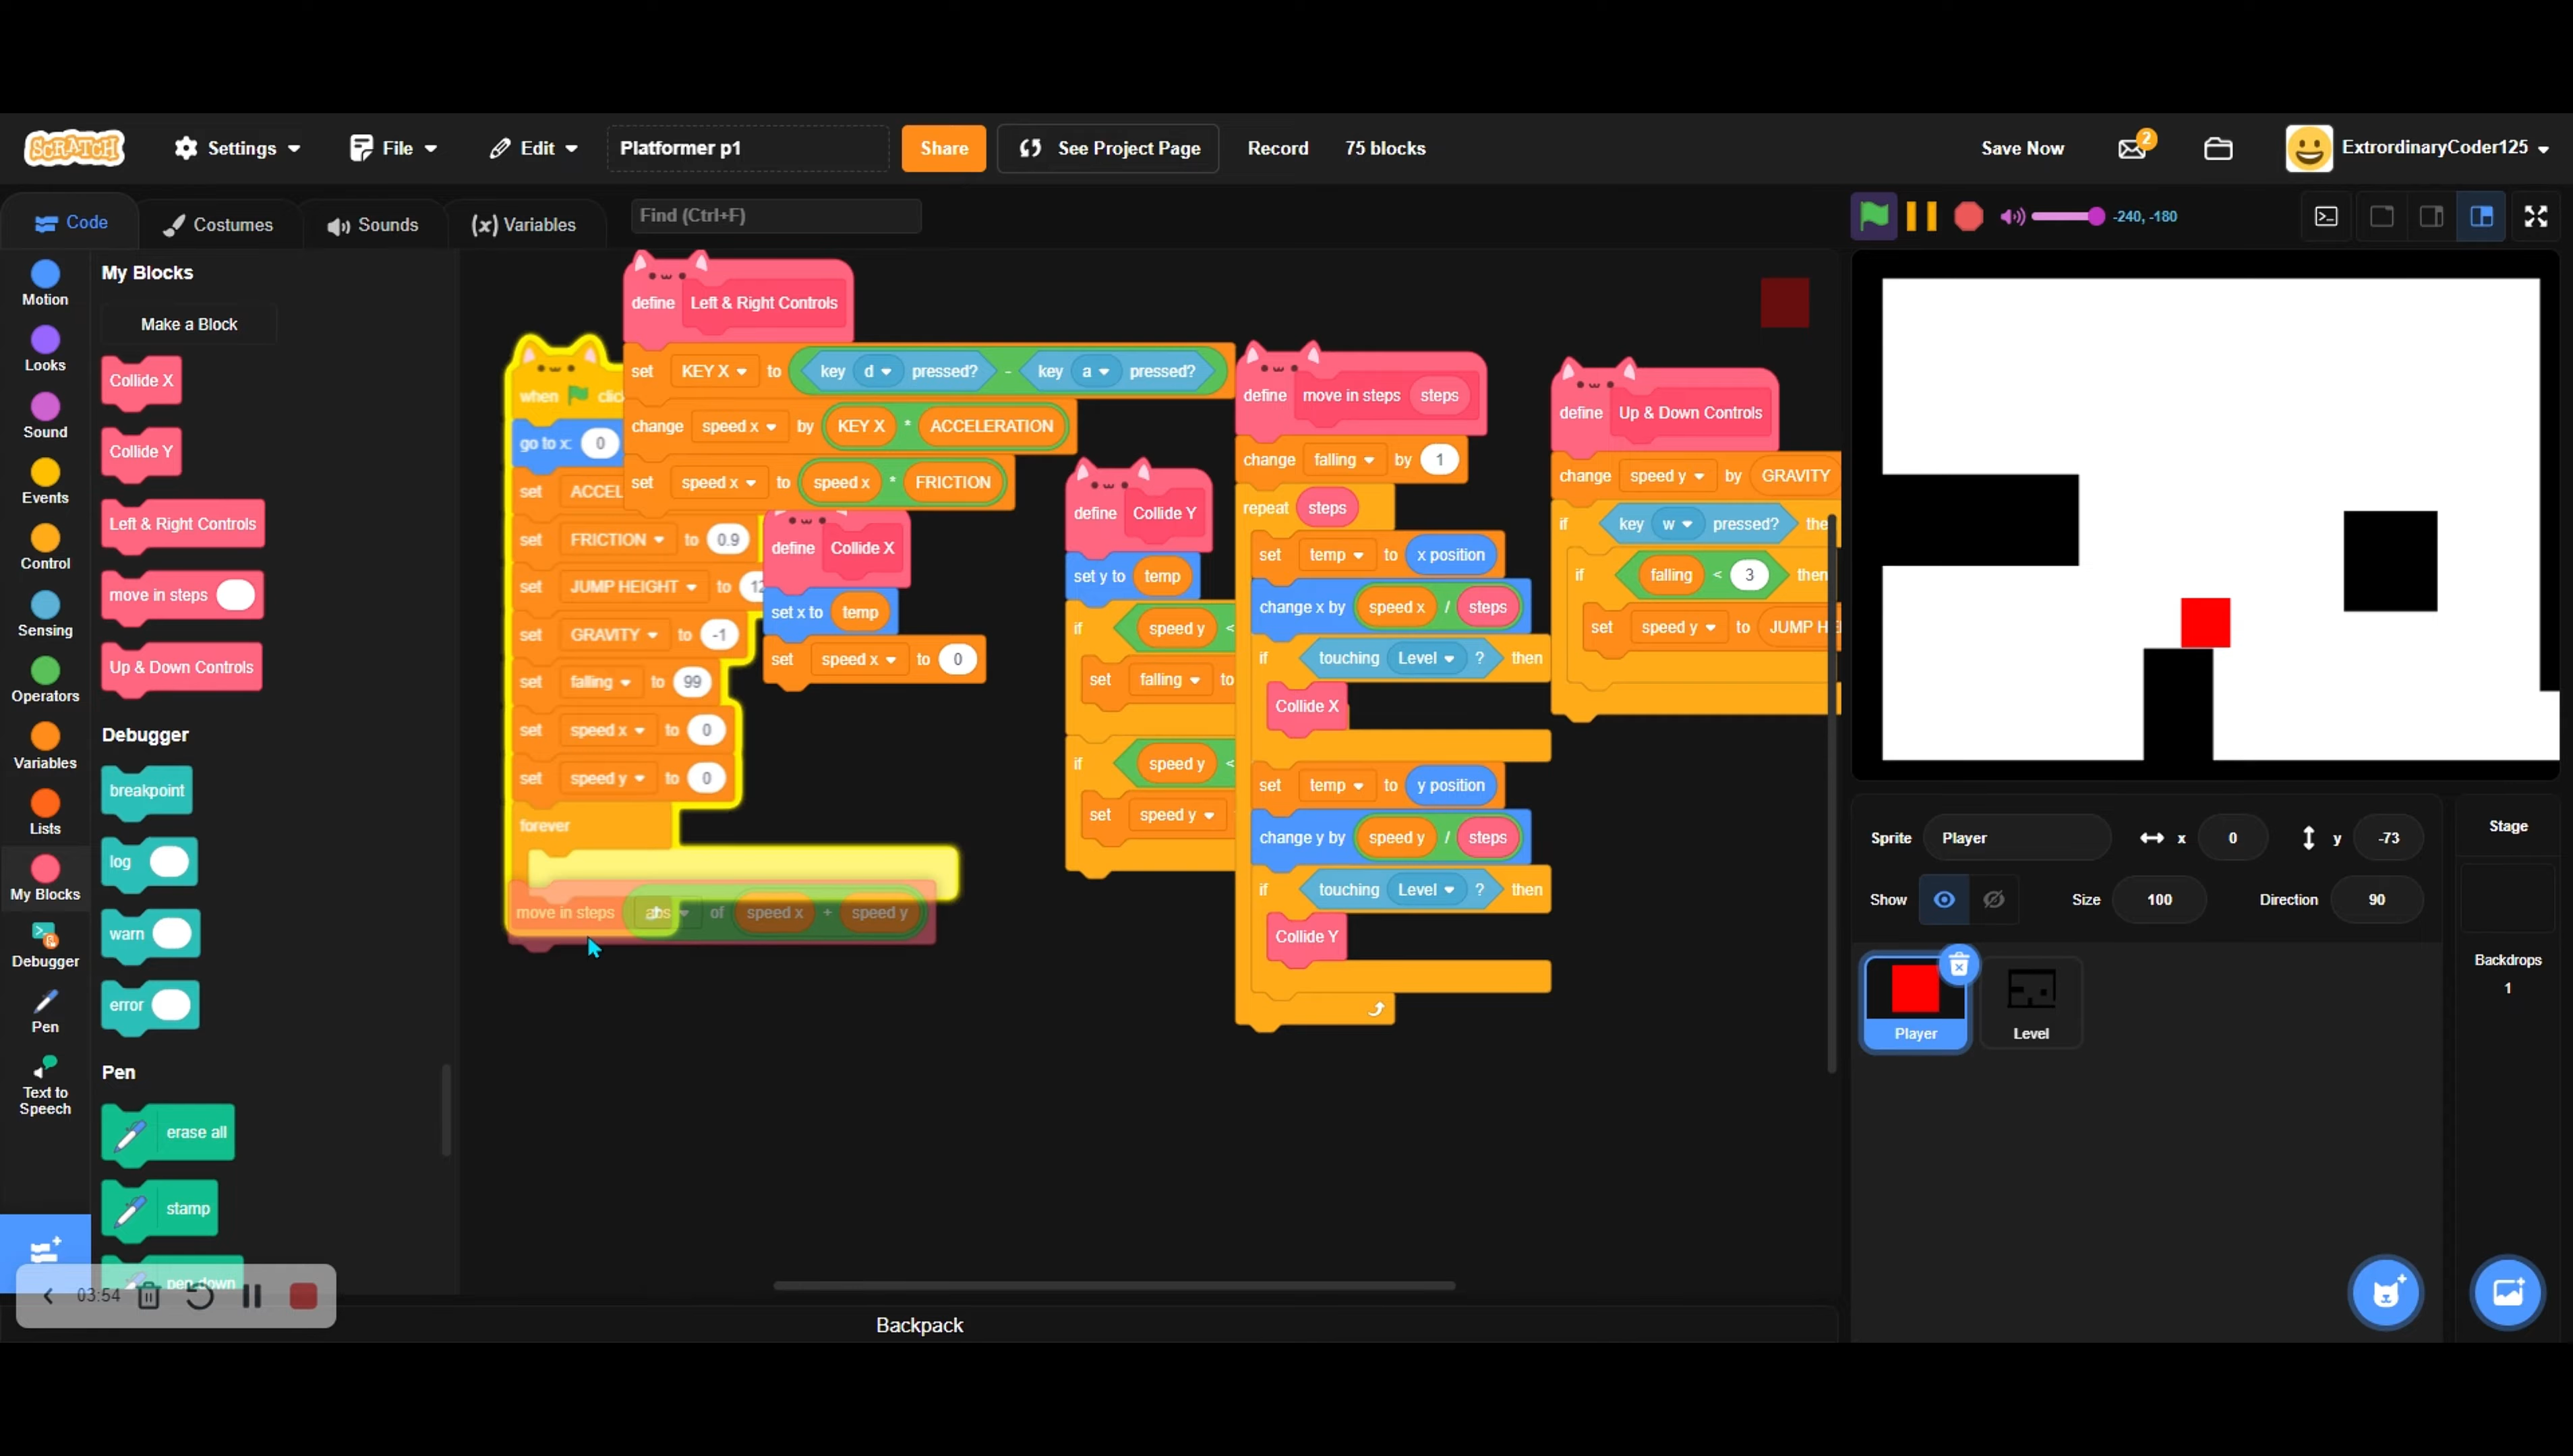 SCRATCH
Settings
File
Edit
Platformer p1
Share
See Project Page
Record
75 blocks
Save Now
2
ExtrordinaryCoder125
Code
Costumes
Sounds
(x) Variables
Find (Ctrl+F)
-240, -180
Motion
Looks
Sound
Events
Control
Sensing
Operators
Variables
Lists
My Blocks
Debugger
Pen
Text to
Speech
My Blocks
Make a Block
Collide X
Collide Y
Left & Right Controls
move in steps
Up & Down Controls
Debugger
breakpoint
log
warn
error
Pen
erase all
stamp
pen down
03:54
when clic
go to x: 0
set ACCEL
set FRICTION to 0.9
set JUMP HEIGHT to 12
set GRAVITY to -1
set falling to 99
set speed x to 0
set speed y to 0
forever
move in steps abs of speed x + speed y
define Left & Right Controls
set KEY X to key d pressed? - key a pressed?
change speed x by KEY X * ACCELERATION
set speed x to speed x * FRICTION
define Collide X
set x to temp
set speed x to 0
define Collide Y
set y to temp
if speed y <
set falling to
if speed y <
set speed y
define move in steps steps
change falling by 1
repeat steps
set temp to x position
change x by speed x / steps
if touching Level ? then
Collide X
set temp to y position
change y by speed y / steps
if touching Level ? then
Collide Y
define Up & Down Controls
change speed y by GRAVITY
if key w pressed? the
if falling < 3 then
set speed y to JUMP HE
Backpack
Sprite Player x 0 y -73
Show Size 100 Direction 90
Player
Level
Stage
Backdrops
1